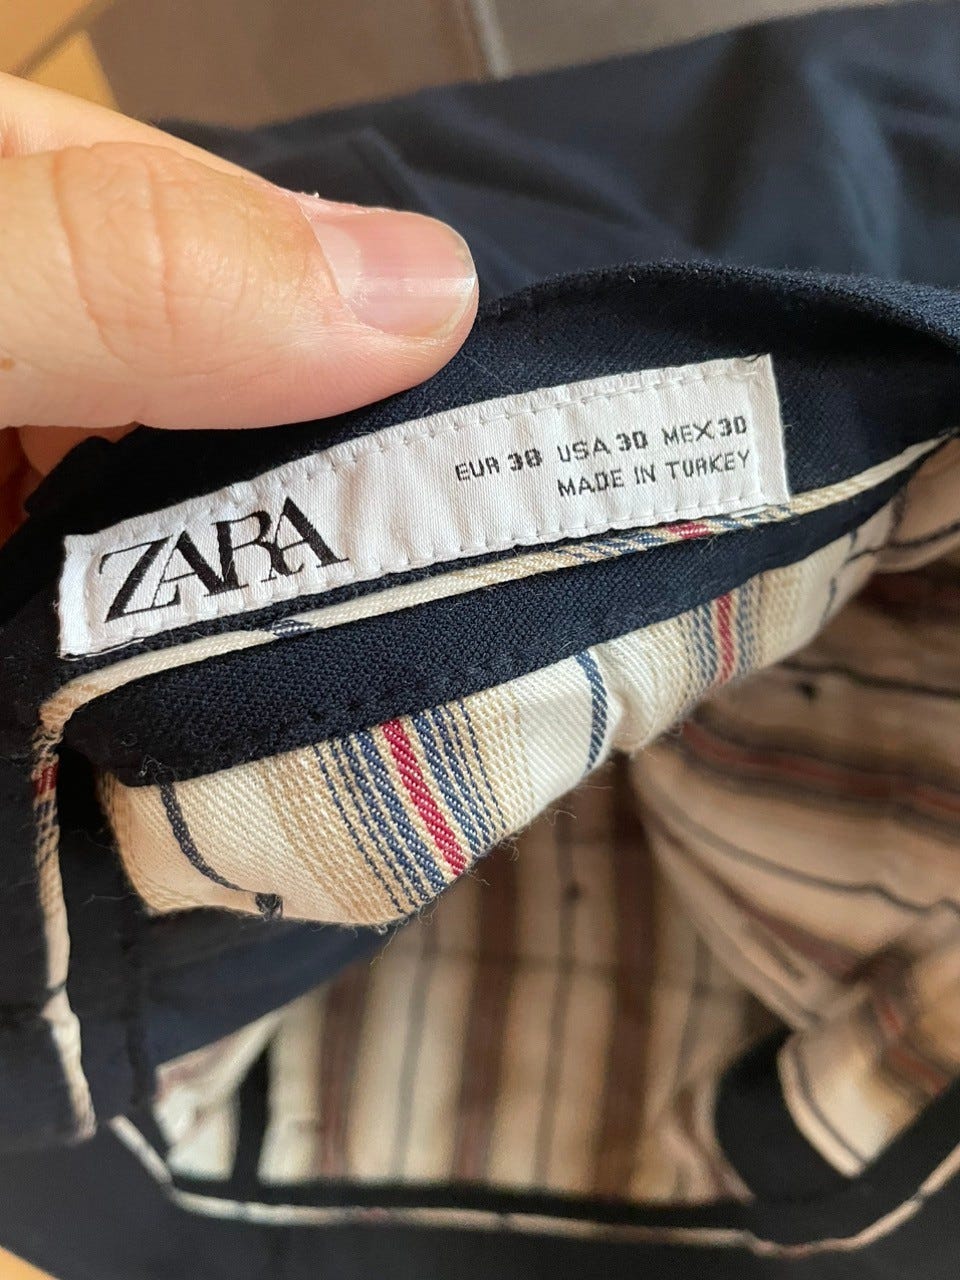 ZARA
EUR 38 USA 30 MEX 30
MADE IN TURKEY